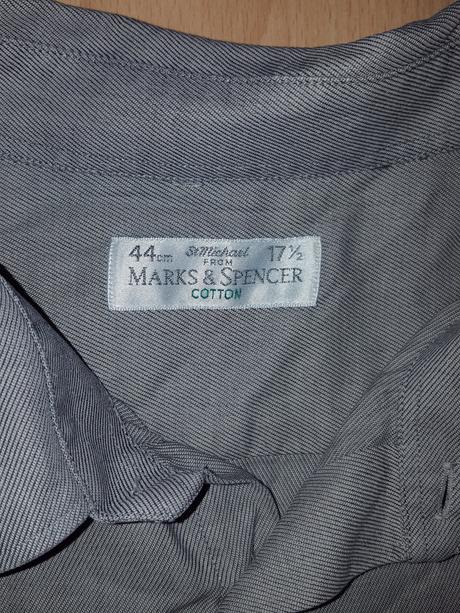 44cm St Michael 17½
FROM
MARKS & SPENCER
COTTON